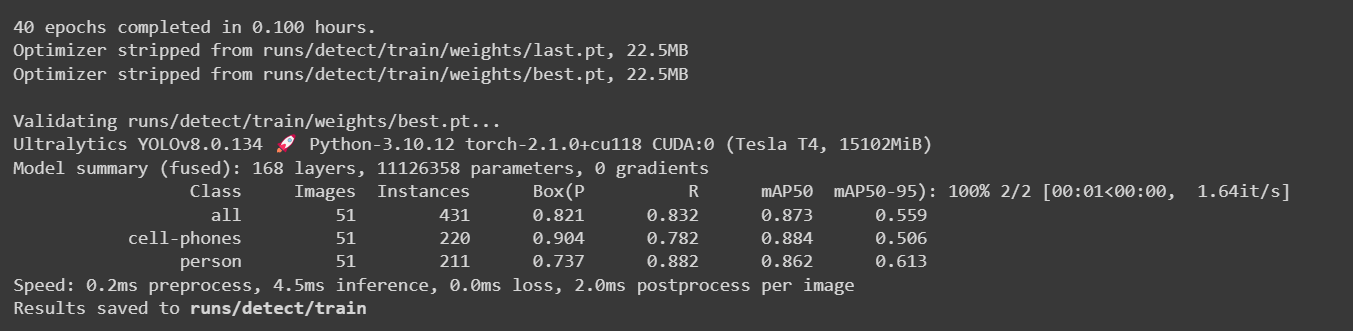 40 epochs completed in 0.100 hours.
Optimizer stripped from runs/detect/train/weights/last.pt, 22.5MB
Optimizer stripped from runs/detect/train/weights/best.pt, 22.5MB
Validating runs/detect/train/weights/best.pt...
Ultralytics YOLOv8.0.134 🚀 Python-3.10.12 torch-2.1.0+cu118 CUDA:0 (Tesla T4, 15102MiB)
Model summary (fused): 168 layers, 11126358 parameters, 0 gradients
Class Images Instances Box(P R mAP50 mAP50-95): 100% 2/2 [00:01<00:00, 1.64it/s]
all 51 431 0.821 0.832 0.873 0.559
cell-phones 51 220 0.904 0.782 0.884 0.506
person 51 211 0.737 0.882 0.862 0.613
Speed: 0.2ms preprocess, 4.5ms inference, 0.0ms loss, 2.0ms postprocess per image
Results saved to runs/detect/train